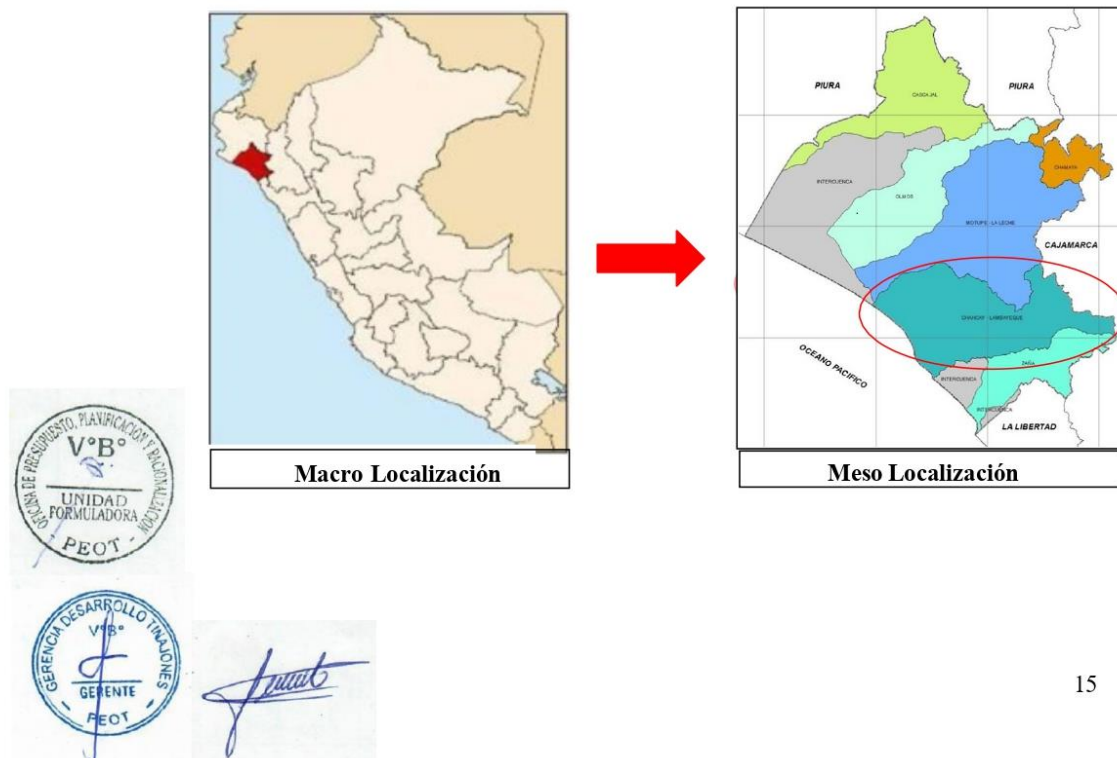 PIURA
PIURA
CASCAJAL
CHAMAYA
INTERCUENCA
OLMOS
MOTUPE - LA LECHE
CAJAMARCA
CHANCAY - LAMBAYEQUE
OCEANO PACIFICO
ZAÑA
INTERCUENCA
INTERCUENCA
LA LIBERTAD
Macro Localización
Meso Localización
OFICINA DE PRESUPUESTO, PLANIFICACION Y RACIONALIZACION
V°B°
UNIDAD
FORMULADORA
- PEOT -
GERENCIA DESARROLLO TINAJONES
V°B°
GERENTE
- PEOT -
15